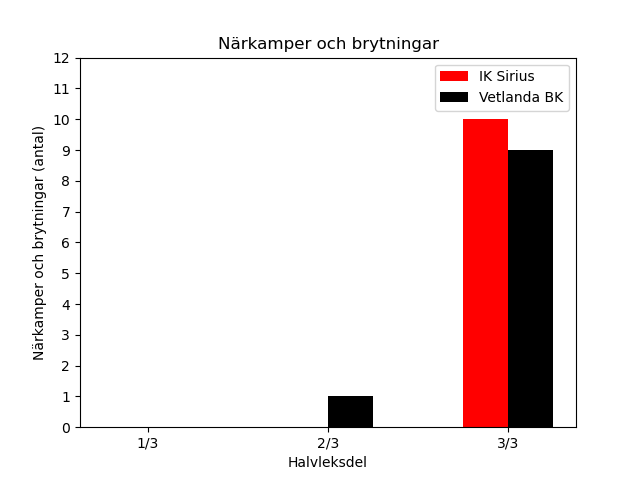 Närkamper och brytningar
12
11
10
9
8
7
6
5
4
3
2
1
0
Närkamper och brytningar (antal)
IK Sirius
Vetlanda BK
1/3 2/3 3/3
Halvleksdel